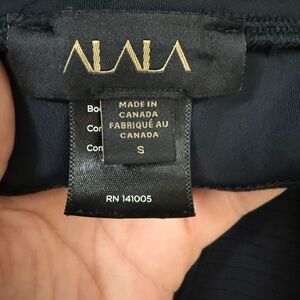 ALALA
MADE IN
CANADA
FABRIQUÉ AU
CANADA
S
RN 141005